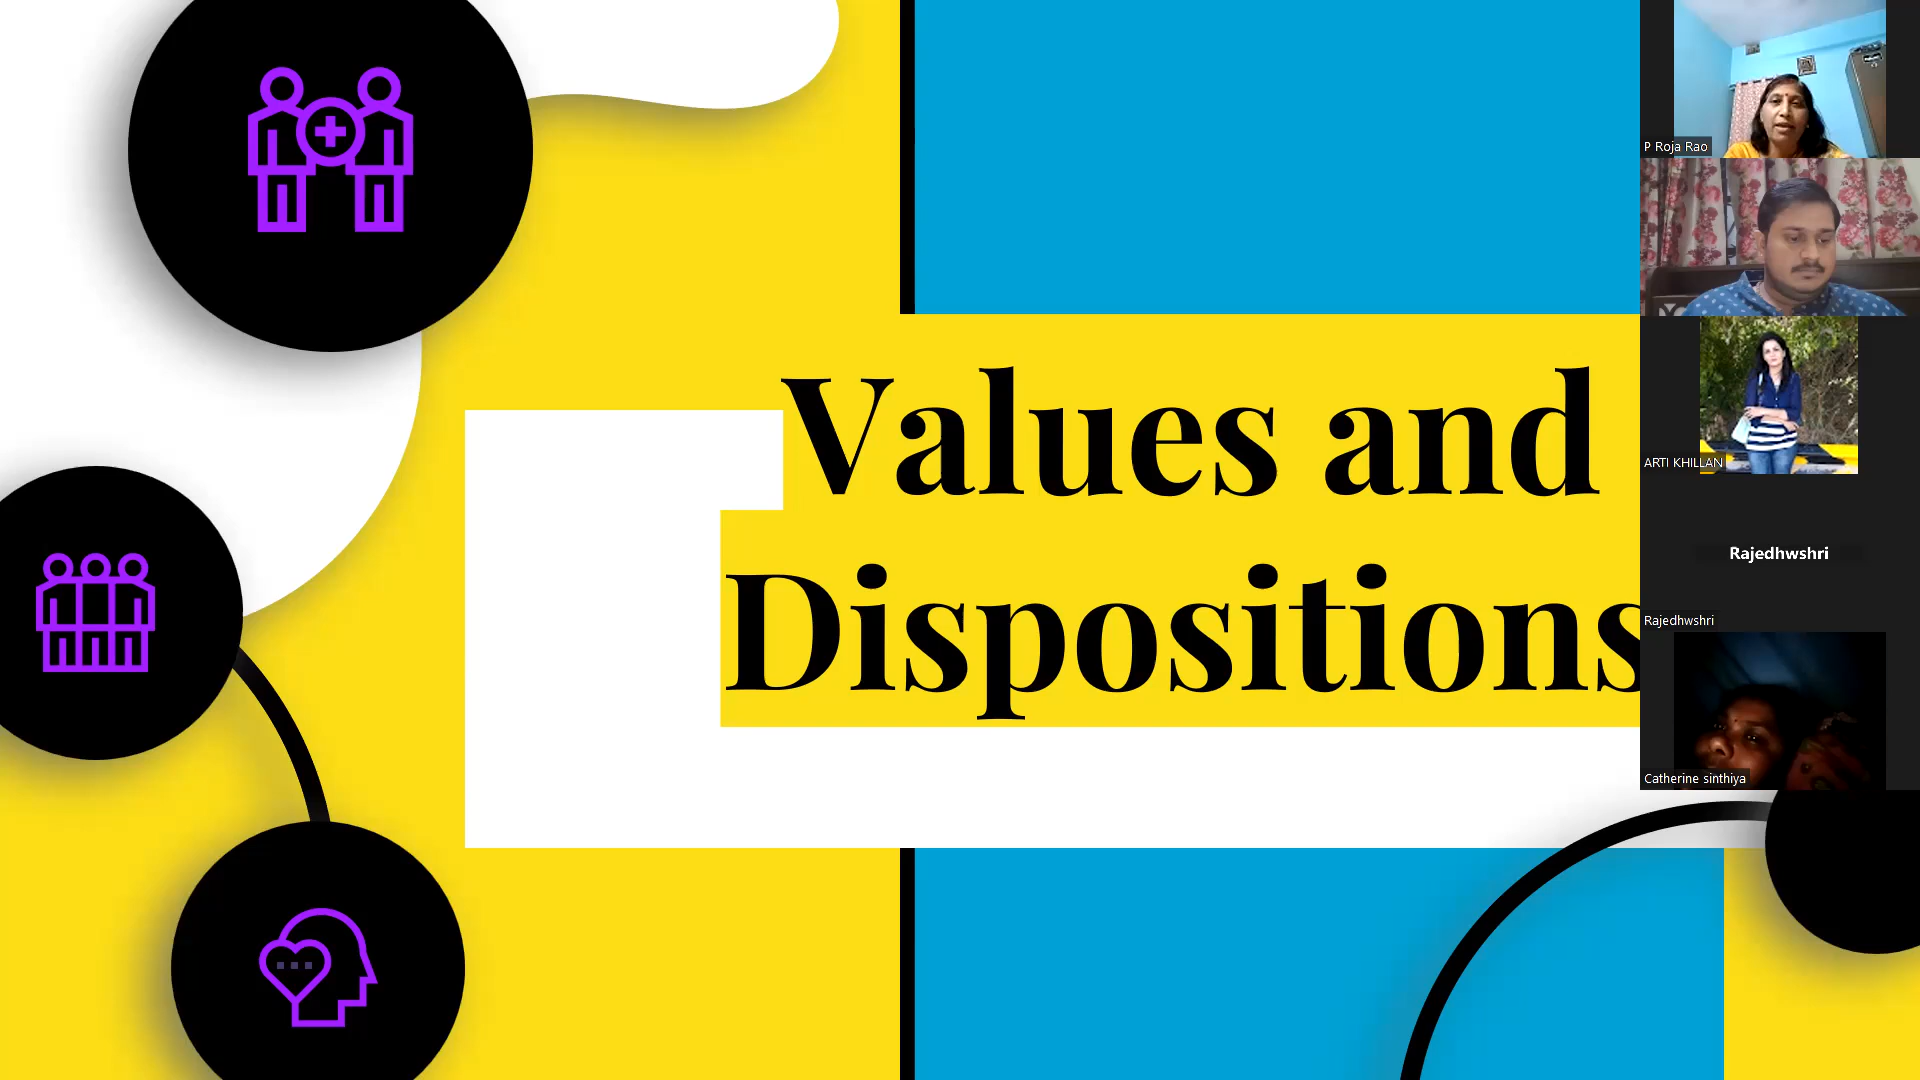 Values and
Dispositions
P Roja Rao
ARTI KHILLAN
Rajedhwshri
Rajedhwshri
Catherine sinthiya